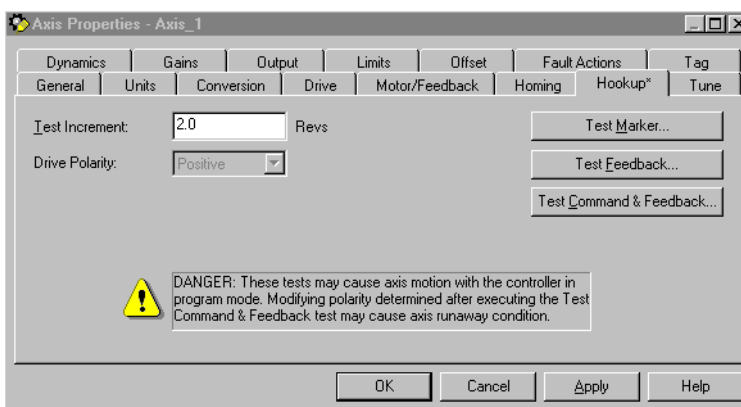 Axis Properties - Axis_1
Dynamics Gains Output Limits Offset Fault Actions Tag
General Units Conversion Drive Motor/Feedback Homing Hookup* Tune
Test Increment: 2.0 Revs Test Marker...
Drive Polarity: Positive Test Feedback...
Test Command & Feedback...
DANGER: These tests may cause axis motion with the controller in
program mode. Modifying polarity determined after executing the Test
Command & Feedback test may cause axis runaway condition.
OK Cancel Apply Help